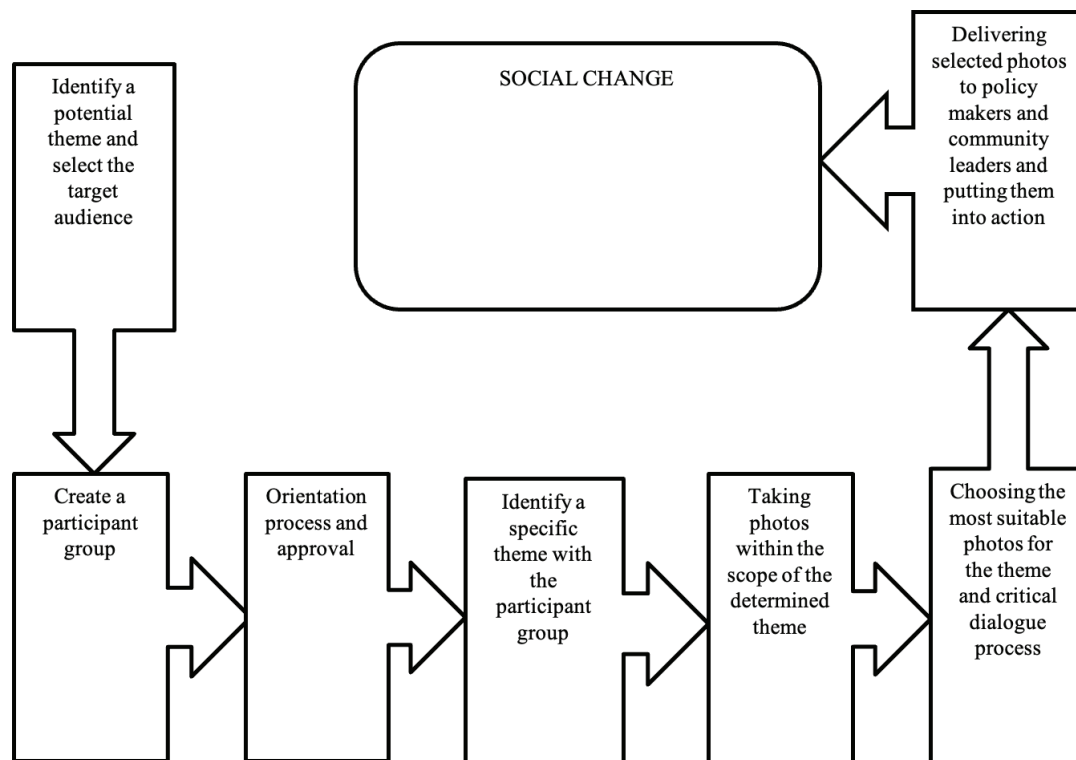 Identify a
potential
theme and
select the
target
audience
Create a
participant
group
Orientation
process and
approval
Identify a
specific
theme with
the
participant
group
Taking
photos
within the
scope of the
determined
theme
Choosing the
most suitable
photos for
the theme
and critical
dialogue
process
Delivering
selected photos
to policy
makers and
community
leaders and
putting them
into action
SOCIAL CHANGE